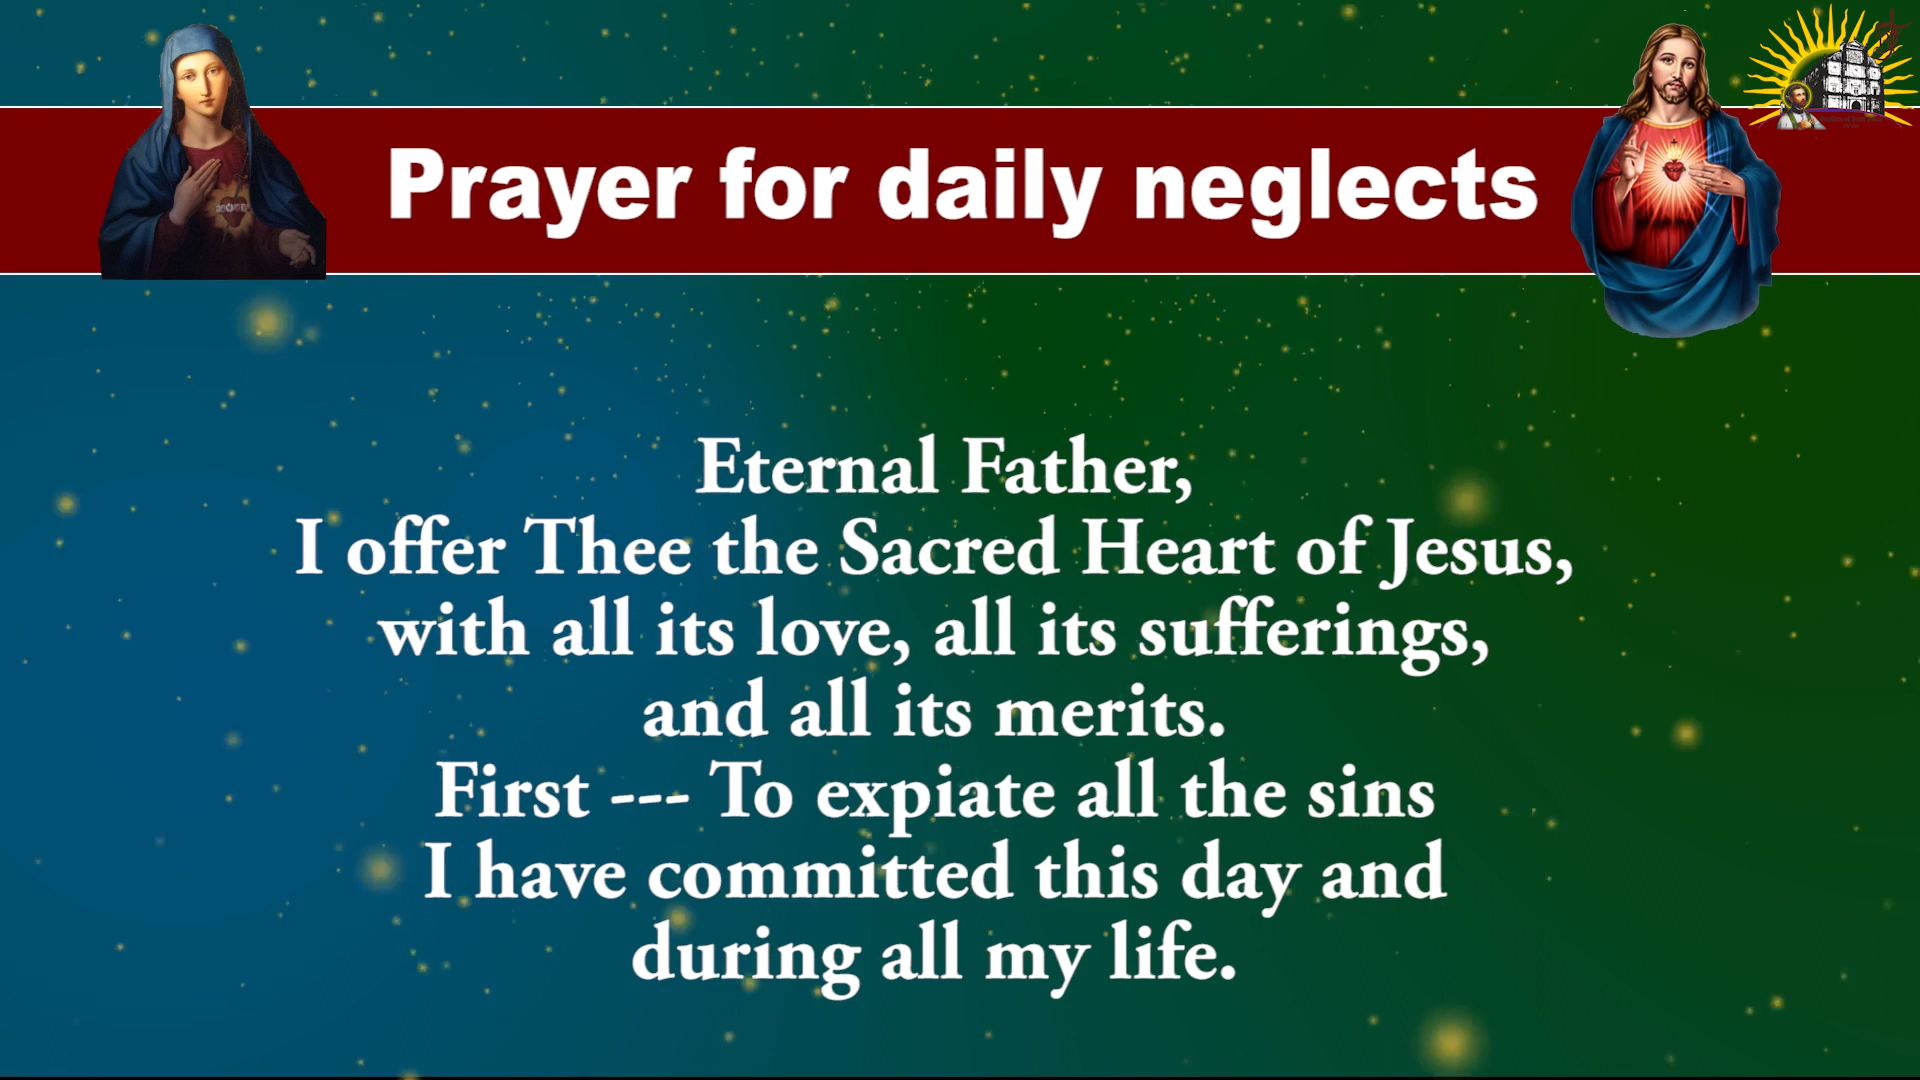 Prayer for daily neglects
Eternal Father,
I offer Thee the Sacred Heart of Jesus,
with all its love, all its sufferings,
and all its merits.
First --- To expiate all the sins
I have committed this day and
during all my life.